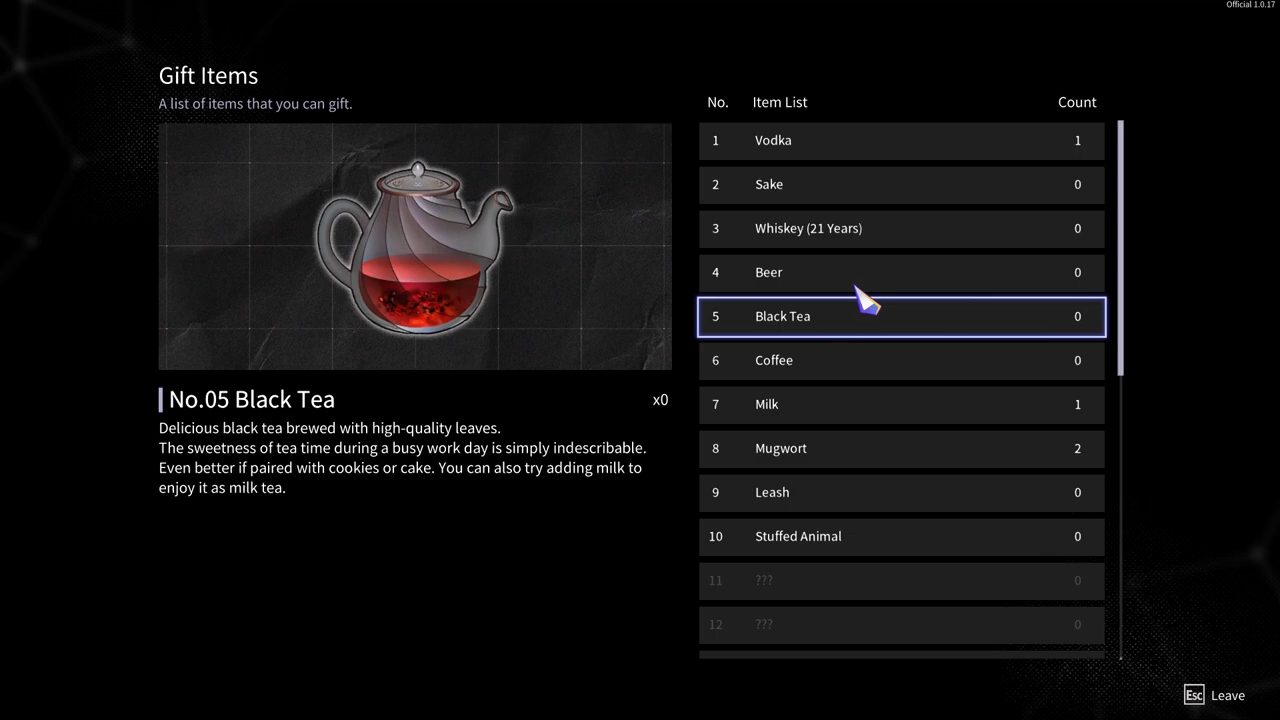 Official 1.0.17
Gift Items
A list of items that you can gift.
No. Item List Count
1 Vodka 1
2 Sake 0
3 Whiskey (21 Years) 0
4 Beer 0
5 Black Tea 0
6 Coffee 0
7 Milk 1
8 Mugwort 2
9 Leash 0
10 Stuffed Animal 0
11 ??? 0
12 ??? 0
No.05 Black Tea x0
Delicious black tea brewed with high-quality leaves.
The sweetness of tea time during a busy work day is simply indescribable.
Even better if paired with cookies or cake. You can also try adding milk to
enjoy it as milk tea.
Esc Leave